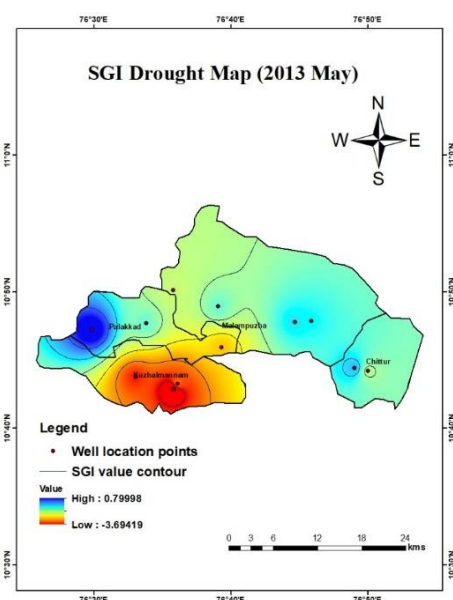 76°30'E 76°40'E 76°50'E
SGI Drought Map (2013 May)
N
W E
S
11°0'N 11°0'N
10°50'N 10°50'N
Palakkad Malampuzha
Chittur
Kuzhalmannam
10°40'N 10°40'N
Legend
Well location points
SGI value contour
Value
High : 0.79998
Low : -3.69419
0 3 6 12 18 24
kms
10°30'N 10°30'N
76°30'E 76°40'E 76°50'E